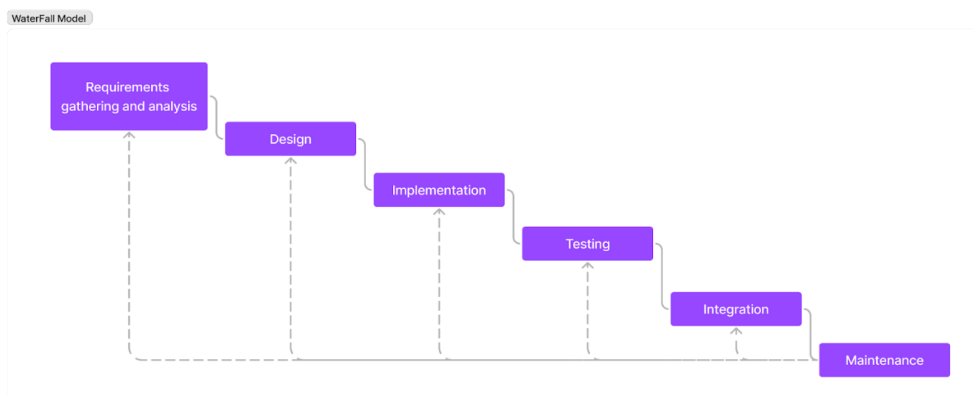 WaterFall Model
Requirements
gathering and analysis
Design
Implementation
Testing
Integration
Maintenance